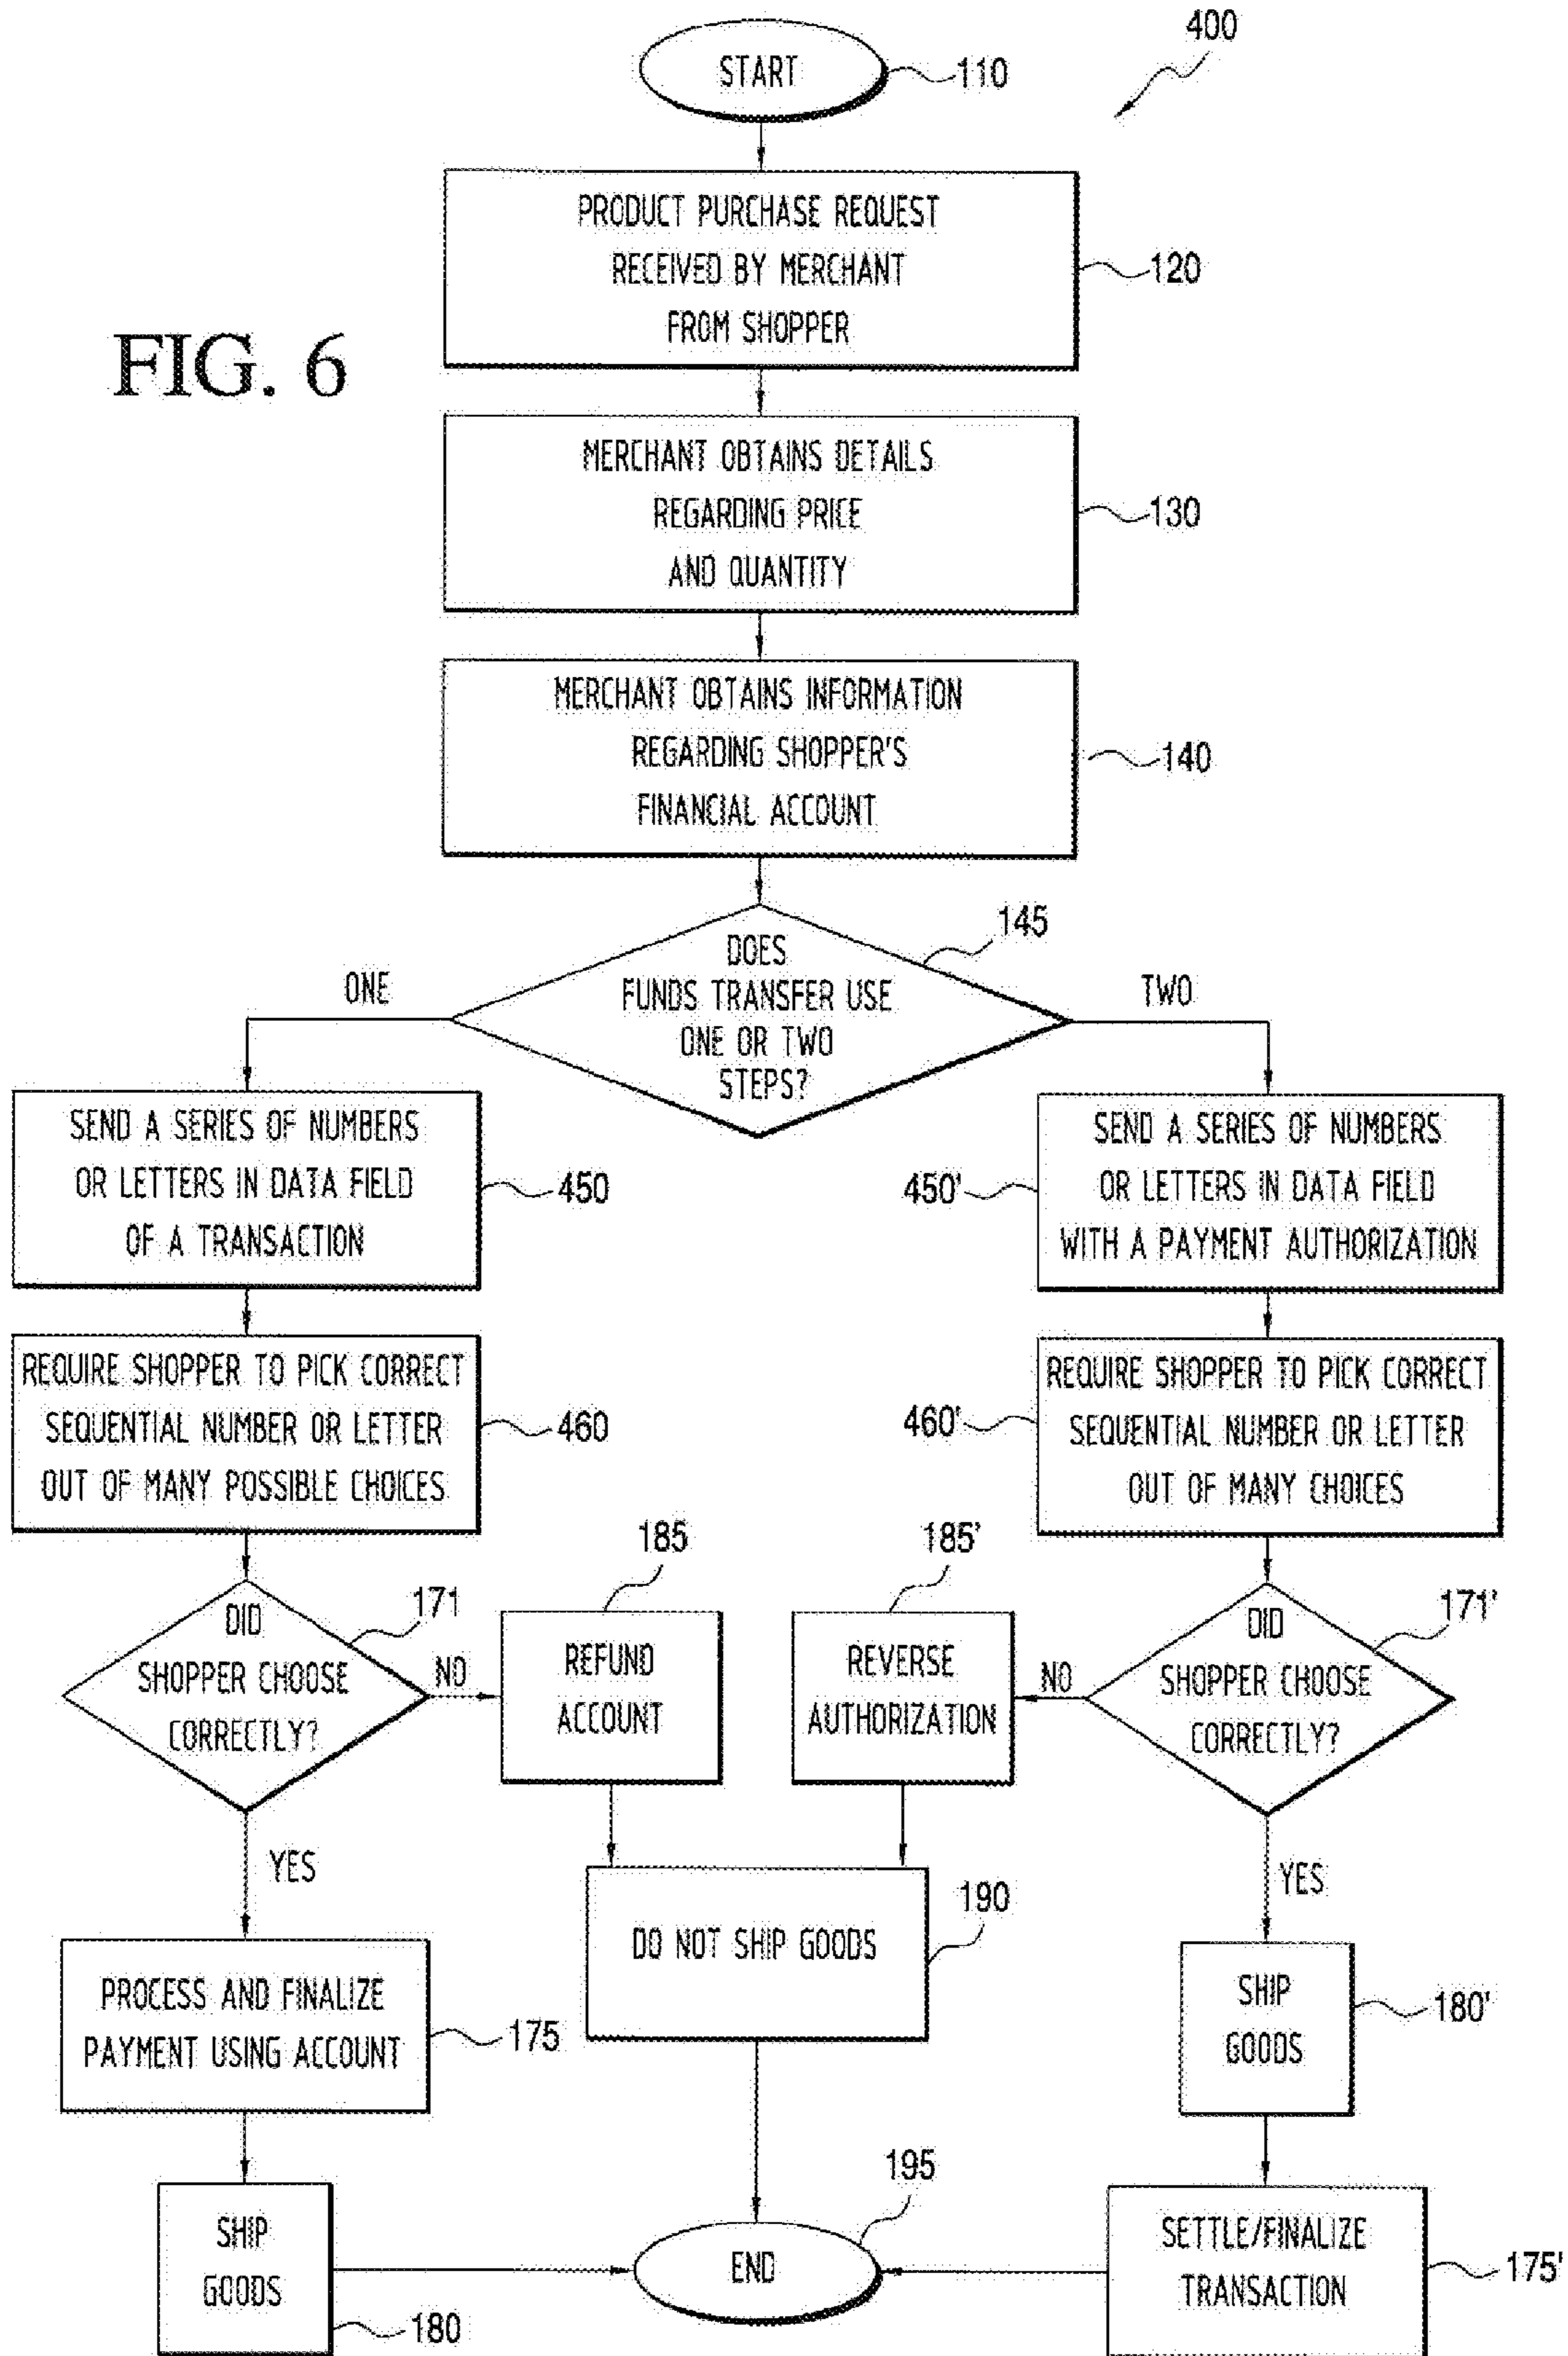 400
START
110
PRODUCT PURCHASE REQUEST
RECEIVED BY MERCHANT
FROM SHOPPER
120
FIG. 6
MERCHANT OBTAINS DETAILS
REGARDING PRICE
AND QUANTITY
130
MERCHANT OBTAINS INFORMATION
REGARDING SHOPPER'S
FINANCIAL ACCOUNT
140
DOES
FUNDS TRANSFER USE
ONE OR TWO
STEPS?
145
ONE
TWO
SEND A SERIES OF NUMBERS
OR LETTERS IN DATA FIELD
OF A TRANSACTION
450
SEND A SERIES OF NUMBERS
OR LETTERS IN DATA FIELD
WITH A PAYMENT AUTHORIZATION
450'
REQUIRE SHOPPER TO PICK CORRECT
SEQUENTIAL NUMBER OR LETTER
OUT OF MANY POSSIBLE CHOICES
460
REQUIRE SHOPPER TO PICK CORRECT
SEQUENTIAL NUMBER OR LETTER
OUT OF MANY CHOICES
460'
DID
SHOPPER CHOOSE
CORRECTLY?
171
NO
REFUND
ACCOUNT
185
REVERSE
AUTHORIZATION
185'
NO
DID
SHOPPER CHOOSE
CORRECTLY?
171'
YES
DO NOT SHIP GOODS
190
YES
PROCESS AND FINALIZE
PAYMENT USING ACCOUNT
175
SHIP
GOODS
180'
SHIP
GOODS
180
END
195
SETTLE/FINALIZE
TRANSACTION
175'